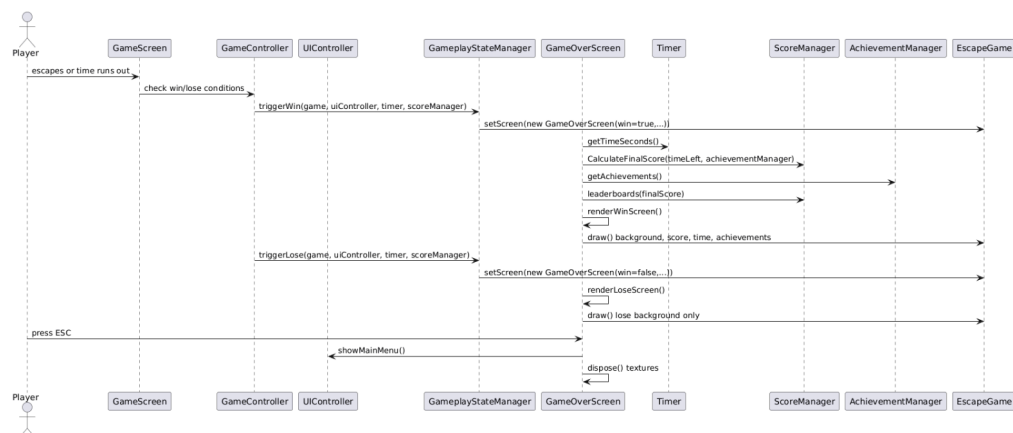 Player
GameScreen
GameController
UIController
GameplayStateManager
GameOverScreen
Timer
ScoreManager
AchievementManager
EscapeGame
escapes or time runs out
check win/lose conditions
triggerWin(game, uiController, timer, scoreManager)
setScreen(new GameOverScreen(win=true,...))
getTimeSeconds()
CalculateFinalScore(timeLeft, achievementManager)
getAchievements()
leaderboards(finalScore)
renderWinScreen()
draw() background, score, time, achievements
triggerLose(game, uiController, timer, scoreManager)
setScreen(new GameOverScreen(win=false,...))
renderLoseScreen()
draw() lose background only
press ESC
showMainMenu()
dispose() textures
Player
GameScreen
GameController
UIController
GameplayStateManager
GameOverScreen
Timer
ScoreManager
AchievementManager
EscapeGame